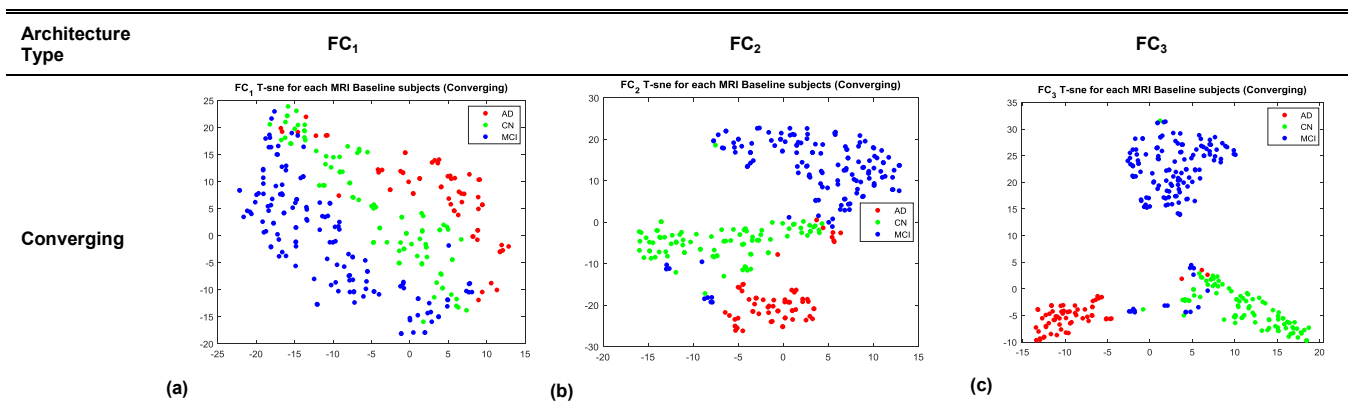 Architecture Type
FC₁
FC₂
FC₃
Converging
FC₁ T-sne for each MRI Baseline subjects (Converging)
25
20
15
10
5
0
-5
-10
-15
-20
-25
-20
-15
-10
-5
0
5
10
15
AD
CN
MCI
(a)
FC₂ T-sne for each MRI Baseline subjects (Converging)
30
20
10
0
-10
-20
-30
-20
-15
-10
-5
0
5
10
15
AD
CN
MCI
(b)
FC₃ T-sne for each MRI Baseline subjects (Converging)
35
30
25
20
15
10
5
0
-5
-10
-15
-10
-5
0
5
10
15
20
AD
CN
MCI
(c)